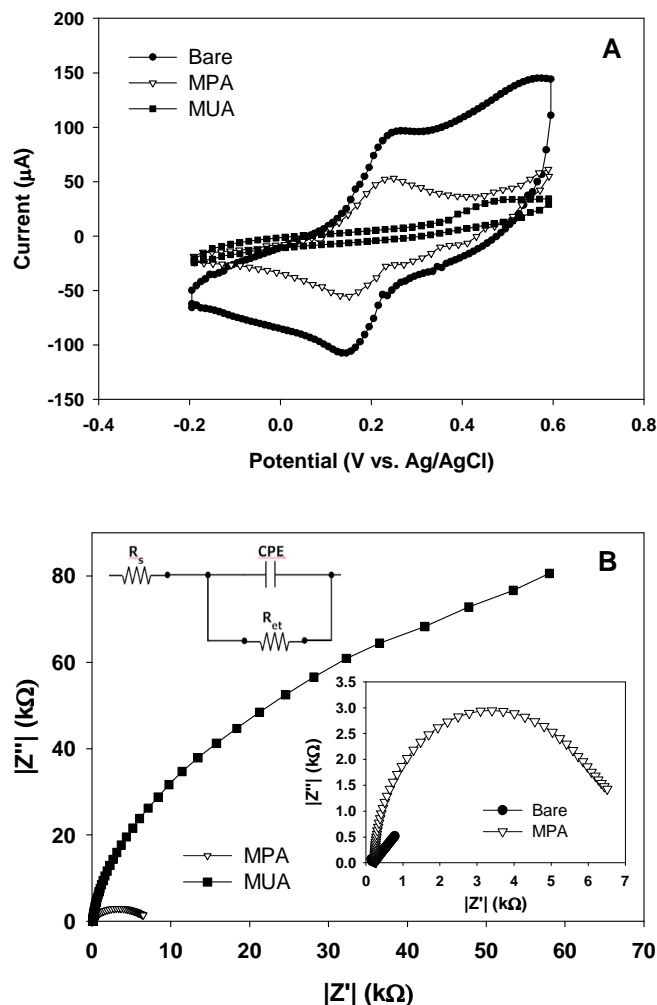 A
Bare
MPA
MUA
200
150
100
50
0
-50
-100
-150
Current (µA)
-0.4 -0.2 0.0 0.2 0.4 0.6 0.8
Potential (V vs. Ag/AgCl)
B
Rs
CPE
Ret
80
60
40
20
0
|Z''| (kΩ)
MPA
MUA
3.5
3.0
2.5
2.0
1.5
1.0
0.5
0.0
|Z''| (kΩ)
Bare
MPA
0 1 2 3 4 5 6 7
|Z'| (kΩ)
0 10 20 30 40 50 60 70
|Z'| (kΩ)